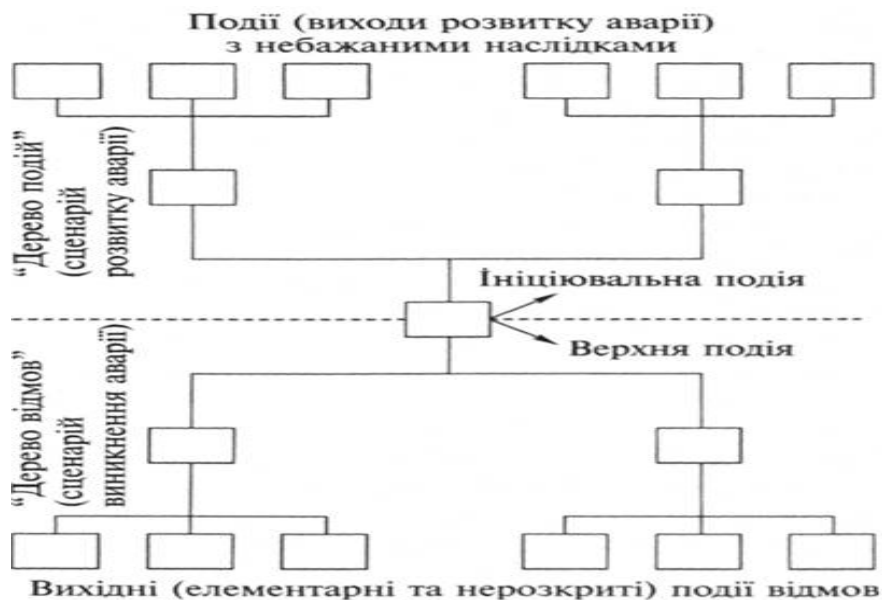 Події (виходи розвитку аварії)
з небажаними наслідками
“Дерево подій”
(сценарій
розвитку аварії)
Ініціювальна подія
Верхня подія
“Дерево відмов”
(сценарій
виникнення аварії)
Вихідні (елементарні та нерозкриті) події відмов